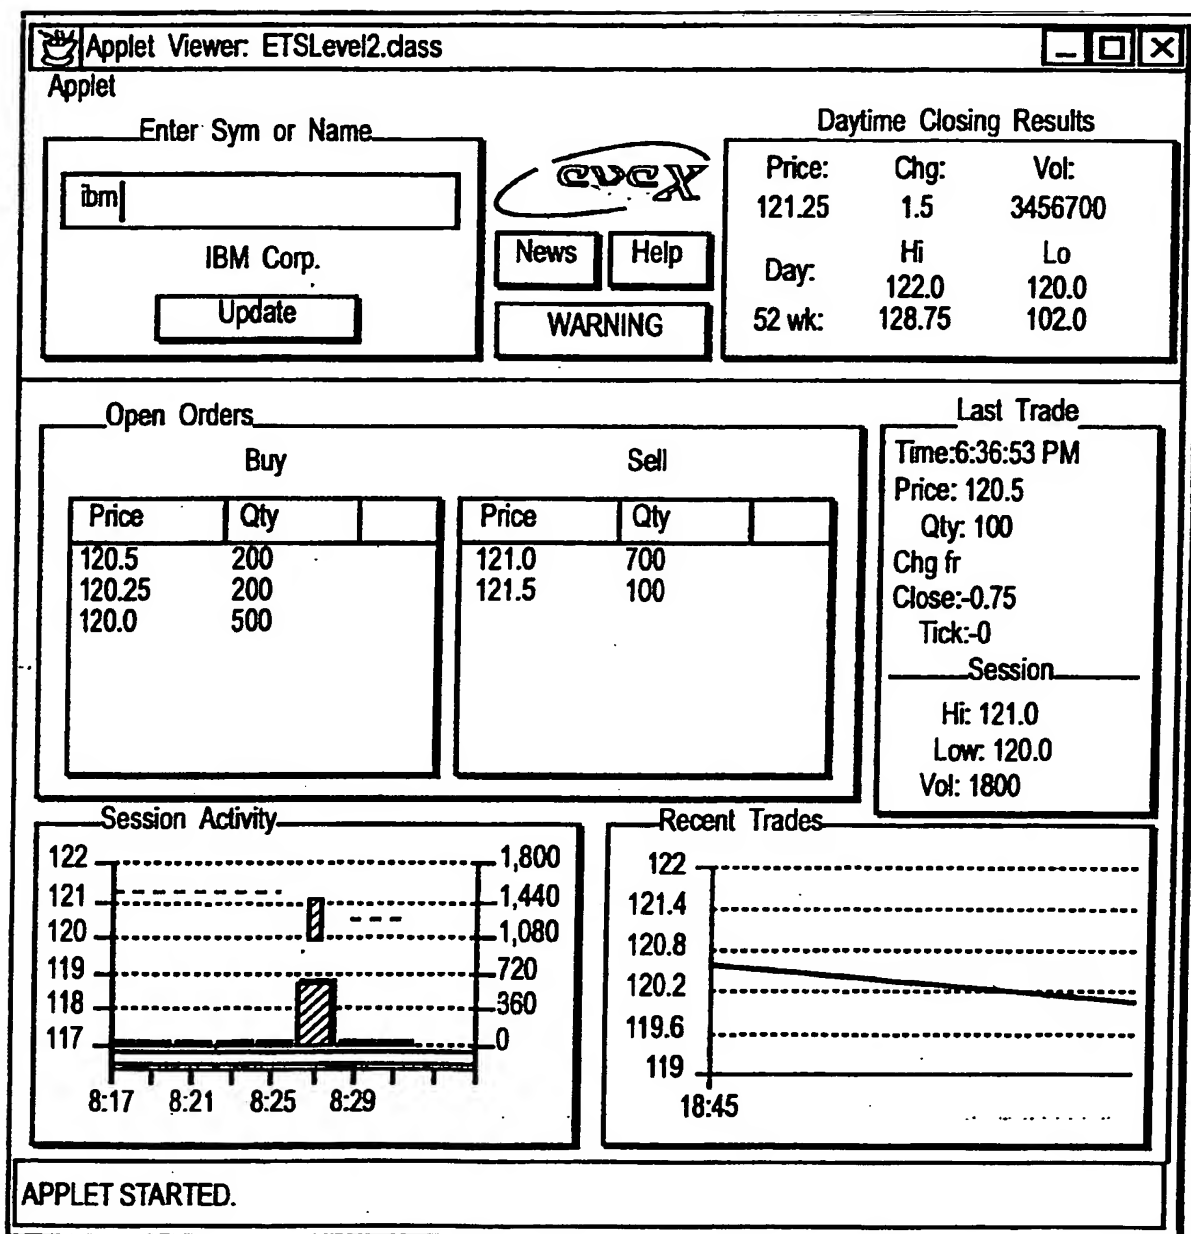 Applet Viewer: ETSLevel2.class
Applet
Enter Sym or Name
ibm
IBM Corp.
Update
eveX
News Help
WARNING
Daytime Closing Results
Price: Chg: Vol:
121.25 1.5 3456700
Hi Lo
Day: 122.0 120.0
52 wk: 128.75 102.0
Open Orders
Buy Sell
Price Qty Price Qty
120.5 200 121.0 700
120.25 200 121.5 100
120.0 500
Last Trade
Time:6:36:53 PM
Price: 120.5
Qty: 100
Chg fr
Close:-0.75
Tick:-0
Session
Hi: 121.0
Low: 120.0
Vol: 1800
Session Activity
122 1,800
121 1,440
120 1,080
119 720
118 360
117 0
8:17 8:21 8:25 8:29
Recent Trades
122
121.4
120.8
120.2
119.6
119
18:45
APPLET STARTED.